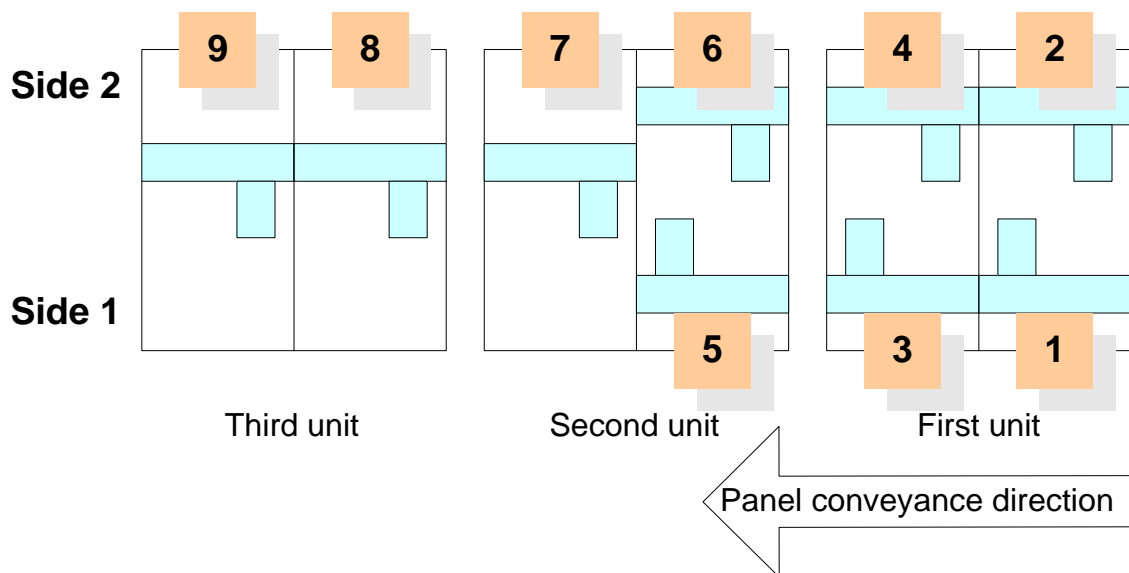 9 8 7 6 4 2
Side 2
Side 1
5 3 1
Third unit Second unit First unit
Panel conveyance direction